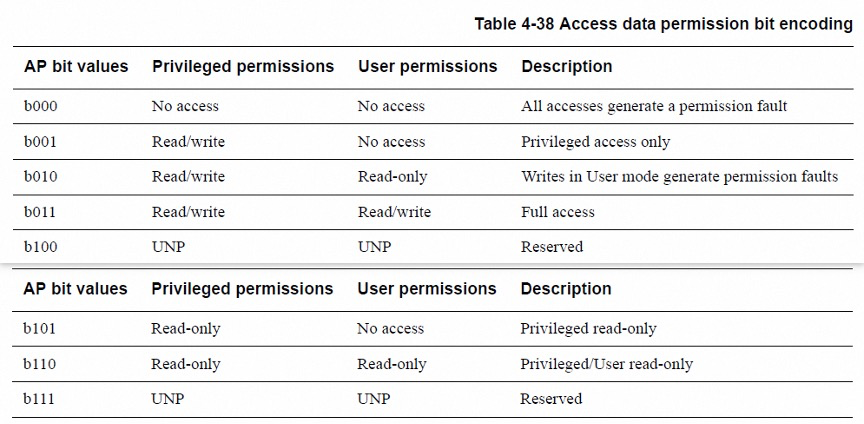 Table 4-38 Access data permission bit encoding
AP bit values Privileged permissions User permissions Description
b000 No access No access All accesses generate a permission fault
b001 Read/write No access Privileged access only
b010 Read/write Read-only Writes in User mode generate permission faults
b011 Read/write Read/write Full access
b100 UNP UNP Reserved
AP bit values Privileged permissions User permissions Description
b101 Read-only No access Privileged read-only
b110 Read-only Read-only Privileged/User read-only
b111 UNP UNP Reserved